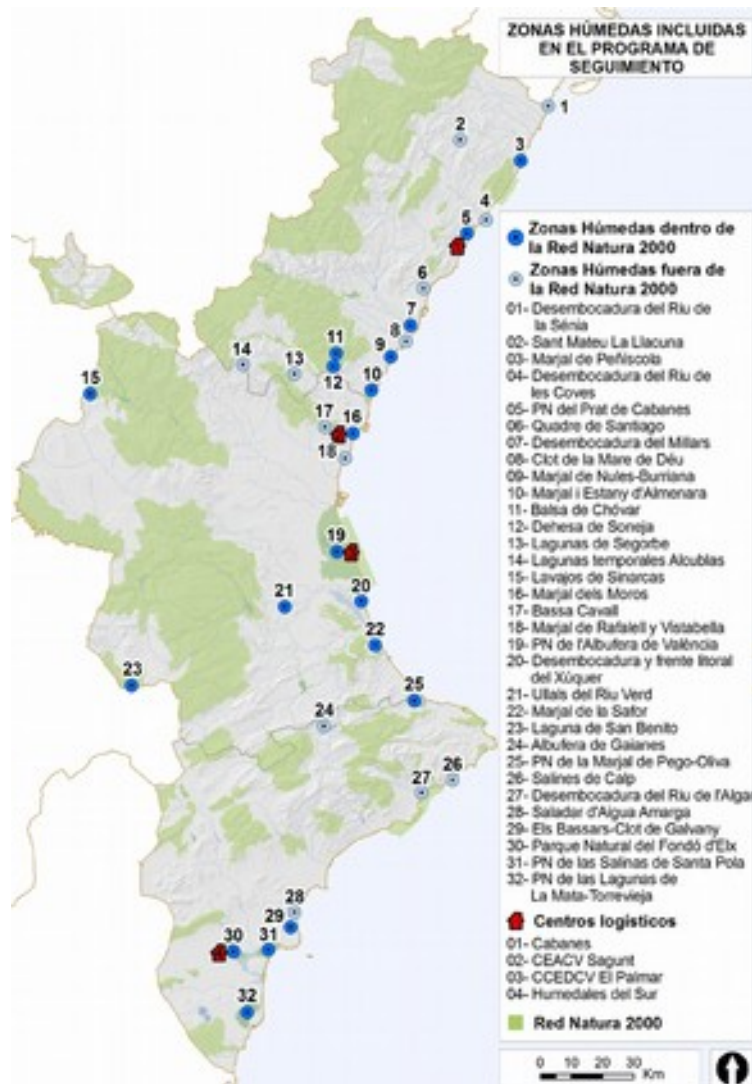 ZONAS HÚMEDAS INCLUIDAS
EN EL PROGRAMA DE
SEGUIMIENTO
1
2
3
4
5
6
7
8
9
10
11
12
13
14
15
16
17
18
19
20
21
22
23
24
25
26
27
28
29
30
31
32
Zonas Húmedas dentro de
la Red Natura 2000
Zonas Húmedas fuera de
la Red Natura 2000
01- Desembocadura del Riu de
la Sénia
02- Sant Mateu La Llacuna
03- Marjal de Peñíscola
04- Desembocadura del Riu de
les Coves
05- PN del Prat de Cabanes
06- Quadre de Santiago
07- Desembocadura del Millars
08- Clot de la Mare de Déu
09- Marjal de Nules-Burriana
10- Marjal i Estany d'Almenara
11- Balsa de Chóvar
12- Dehesa de Soneja
13- Lagunas de Segorbe
14- Lagunas temporales Alcublas
15- Lavajos de Sinarcas
16- Marjal dels Moros
17- Bassa Cavall
18- Marjal de Rafalell y Vistabella
19- PN de l'Albufera de València
20- Desembocadura y frente litoral
del Xúquer
21- Ullals del Riu Verd
22- Marjal de la Safor
23- Laguna de San Benito
24- Albufera de Gaianes
25- PN de la Marjal de Pego-Oliva
26- Salines de Calp
27- Desembocadura del Riu de l'Algar
28- Saladar d'Aigua Amarga
29- Els Bassars-Clot de Galvany
30- Parque Natural del Fondó d'Elx
31- PN de las Salinas de Santa Pola
32- PN de las Lagunas de
La Mata-Torrevieja
Centros logísticos
01- Cabanes
02- CEACV Sagunt
03- CCEDCV El Palmar
04- Humedales del Sur
Red Natura 2000
0 10 20 30
Km